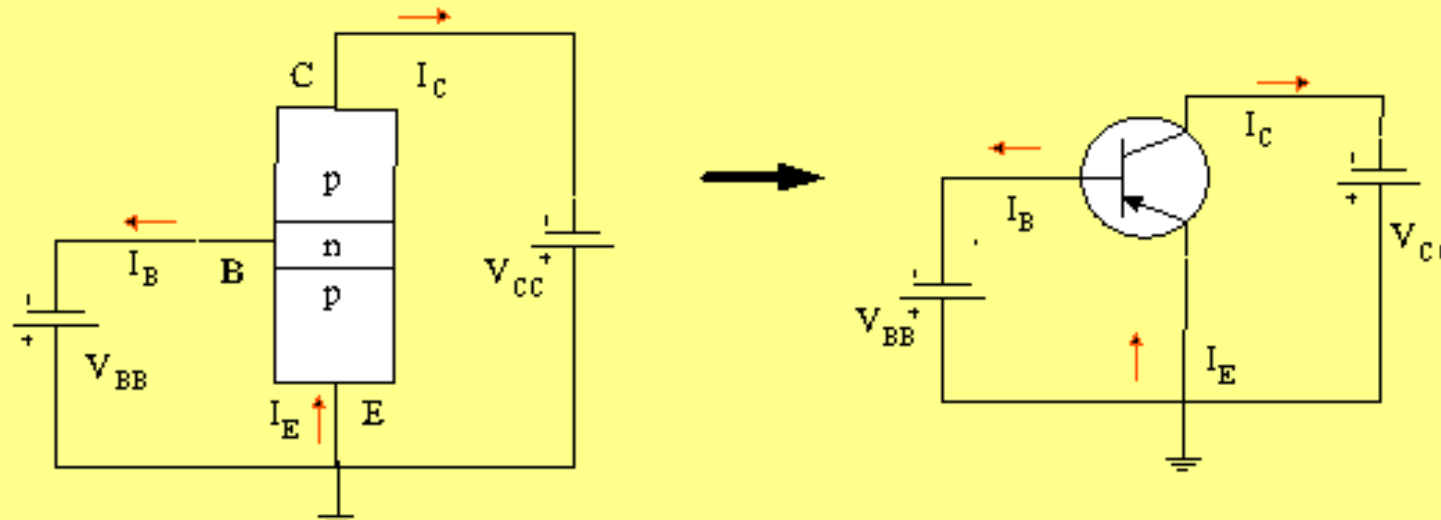 C
I_C
p
n
p
I_B
B
- +
V_BB
- +
V_CC
I_E
E
I_C
I_B
- +
V_BB
- +
V_CC
I_E